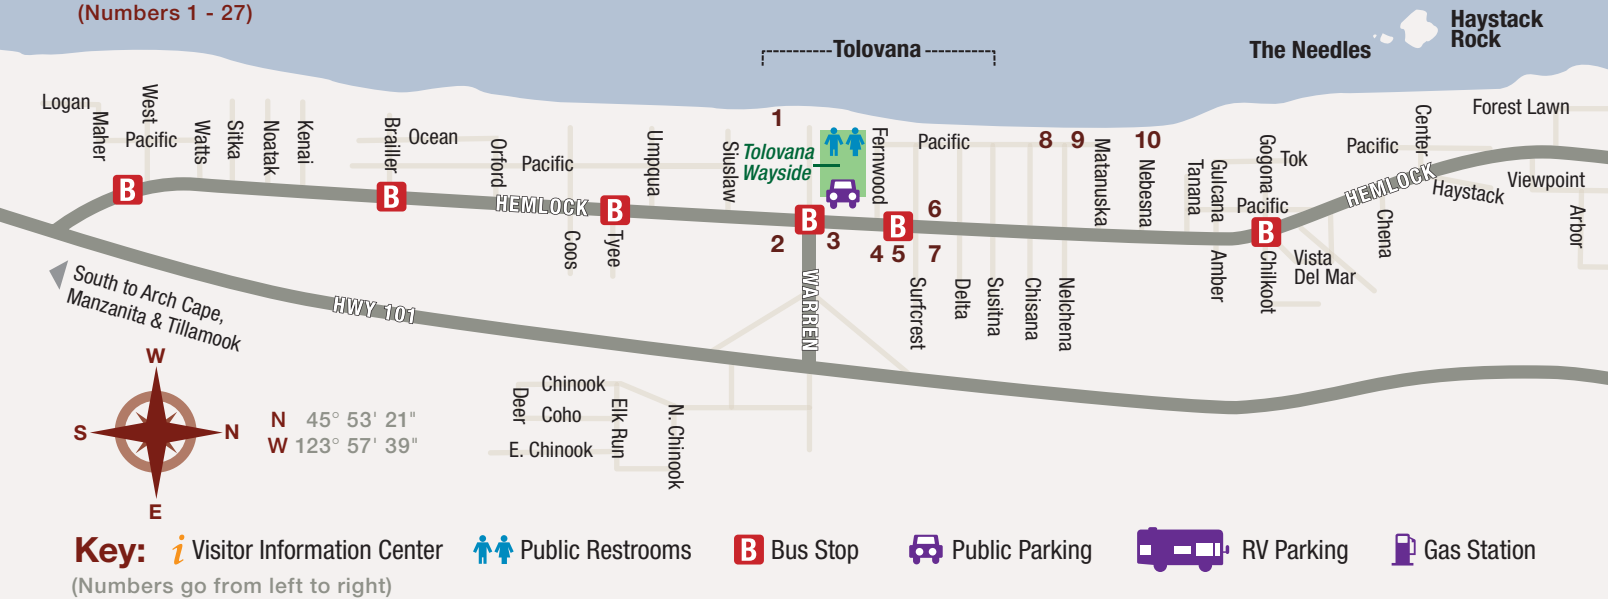 (Numbers 1 - 27)
Haystack
Rock
The Needles
Tolovana
Logan
Maher
West
Pacific
Watts
Sitka
Noatak
Kenai
Brailler
Ocean
Orford
Pacific
Umpqua
Siuslaw
1
Tolovana
Wayside
Fernwood
Pacific
8
9
Matanuska
10
Nebesna
Tanana
Gulcana
Gogona
Tok
Pacific
Pacific
Center
Forest Lawn
Viewpoint
Haystack
Arbor
B
B
HEMLOCK
B
B
B
6
B
HEMLOCK
Coos
Tyee
2
3
4
5
7
WARREN
Surfcrest
Delta
Susitna
Chisana
Nelchena
Amber
Chilkoot
Vista
Del Mar
Chena
South to Arch Cape,
Manzanita & Tillamook
HWY 101
W
S
N
E
N 45° 53' 21"
W 123° 57' 39"
Deer
Chinook
Coho
E. Chinook
Elk Run
N. Chinook
Key: i Visitor Information Center Public Restrooms B Bus Stop Public Parking RV Parking Gas Station
(Numbers go from left to right)